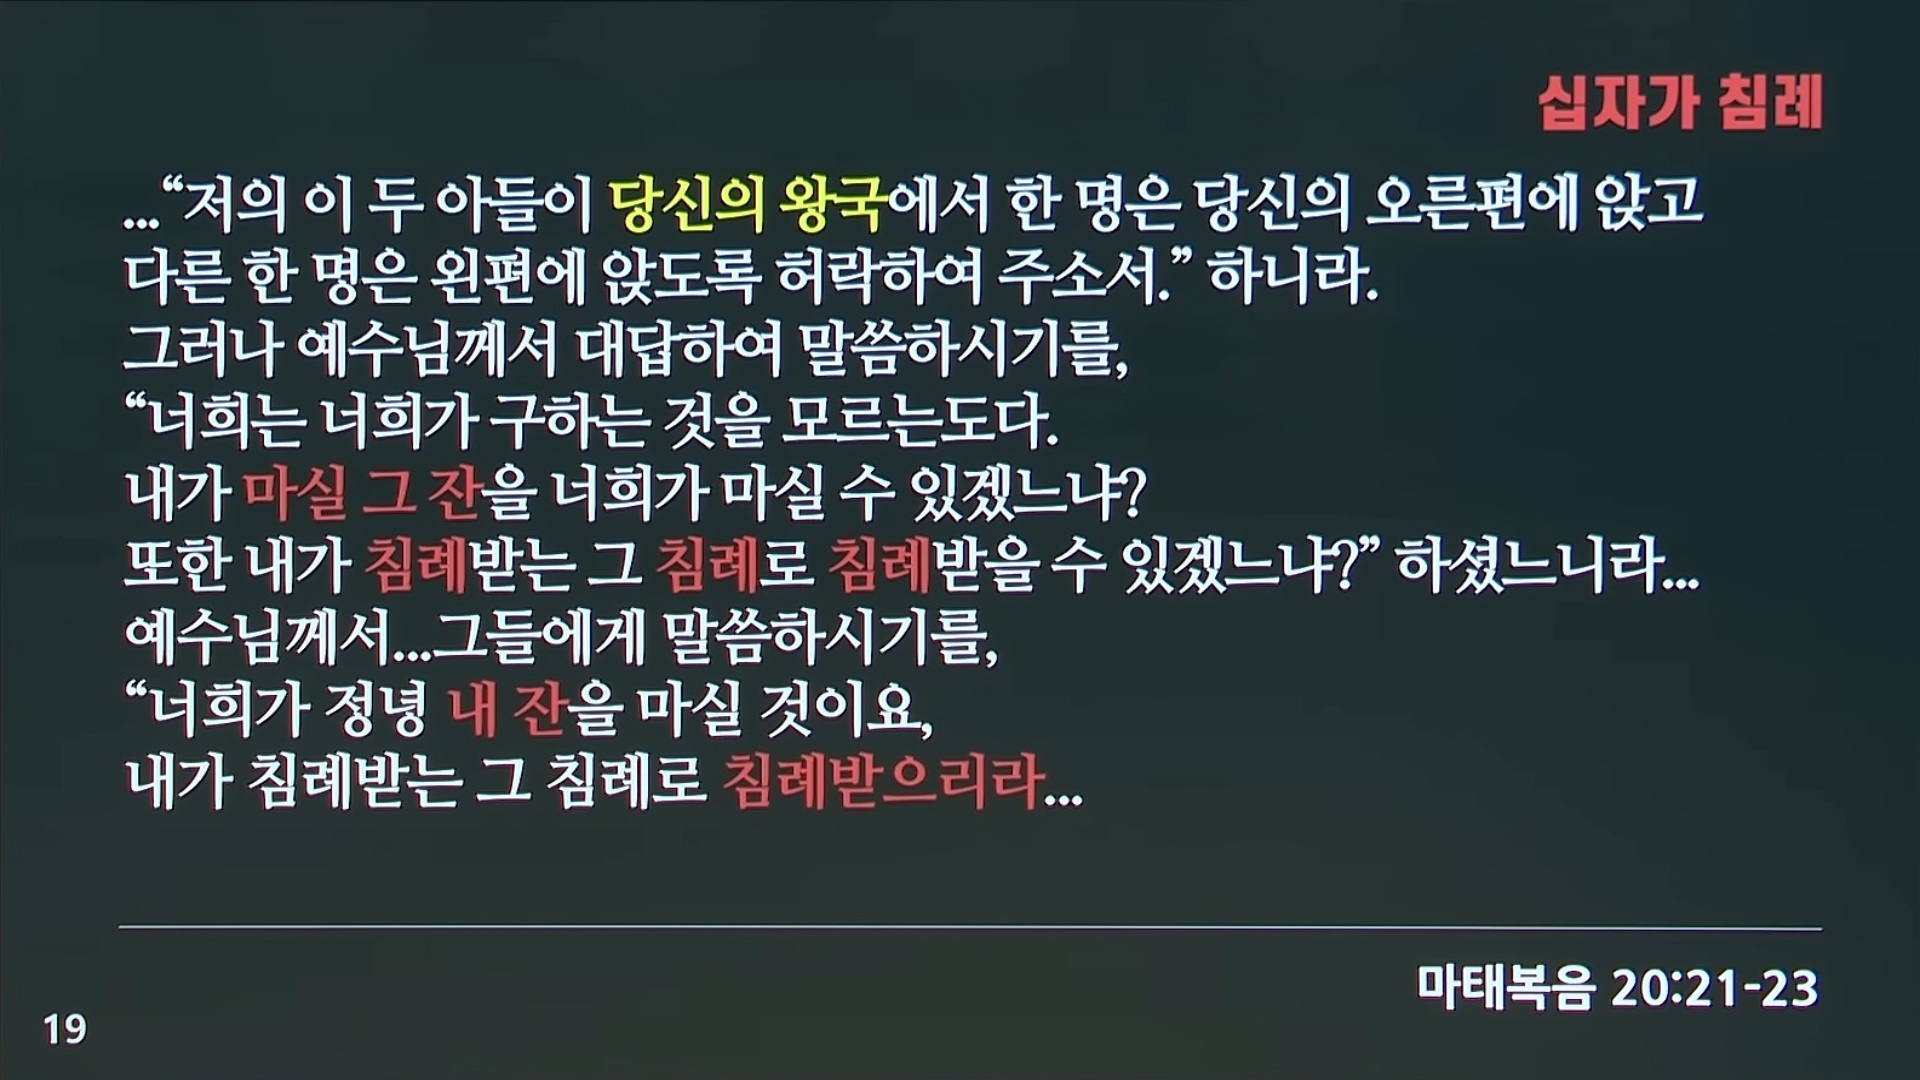 십자가 침례
...“저의 이 두 아들이 당신의 왕국에서 한 명은 당신의 오른편에 앉고
다른 한 명은 왼편에 앉도록 허락하여 주소서.” 하니라.
그러나 예수님께서 대답하여 말씀하시기를,
“너희는 너희가 구하는 것을 모르는도다.
내가 마실 그 잔을 너희가 마실 수 있겠느냐?
또한 내가 침례받는 그 침례로 침례받을 수 있겠느냐?” 하셨느니라...
예수님께서...그들에게 말씀하시기를,
“너희가 정녕 내 잔을 마실 것이요,
내가 침례받는 그 침례로 침례받으리라...
마태복음 20:21-23
19